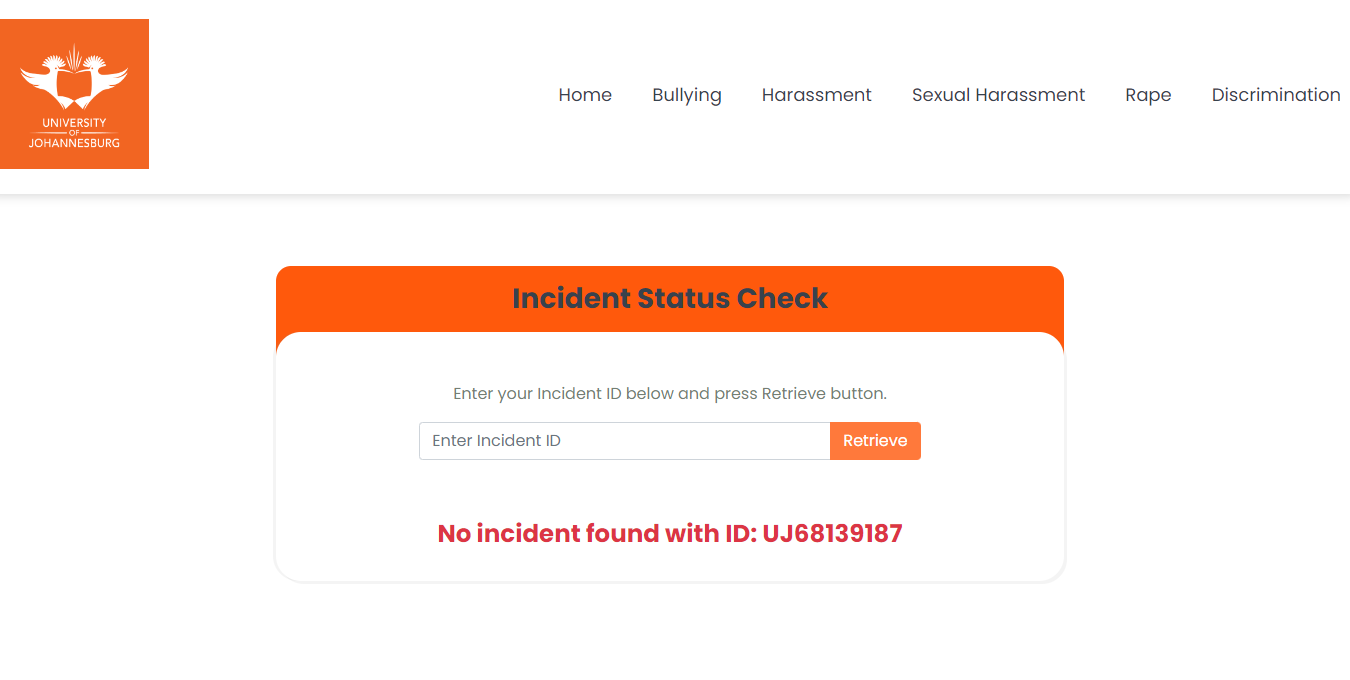 UNIVERSITY
OF
JOHANNESBURG
Home Bullying Harassment Sexual Harassment Rape Discrimination
Incident Status Check
Enter your Incident ID below and press Retrieve button.
Enter Incident ID Retrieve
No incident found with ID: UJ68139187